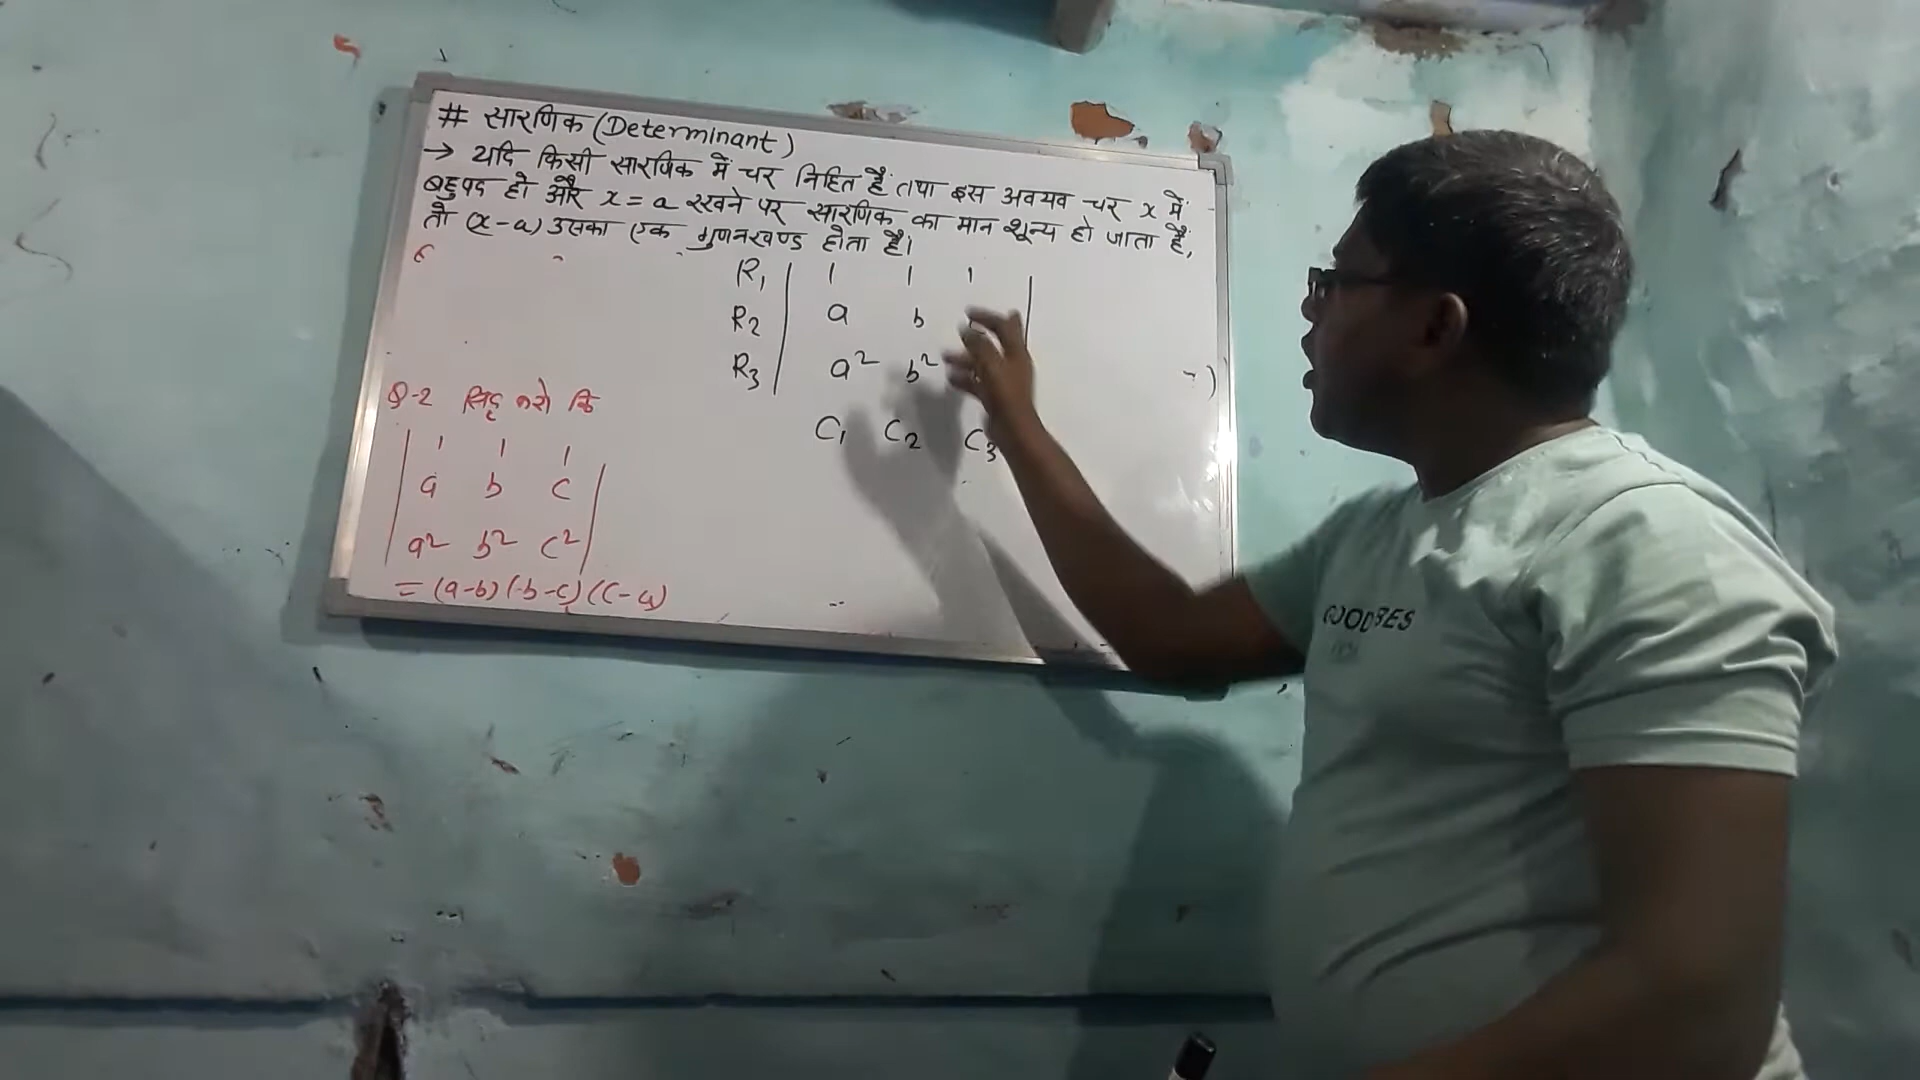 # सारणिक (Determinant)
→ यदि किसी सारणिक में चर निहित हैं तथा इस अवयव चर x में
बहुपद हो और x = a रखने पर सारणिक का मान शून्य हो जाता है,
तो (x-a) उसका एक गुणनखण्ड होता है।
R₁ | 1 1 1 |
R₂ | a b
R₃ | a² b²
C₁ C₂ C₃
Q-2 सिद्ध करो कि
| 1 1 1 |
| a b c |
| a² b² c² |
= (a-b) (b-c) (c-a)